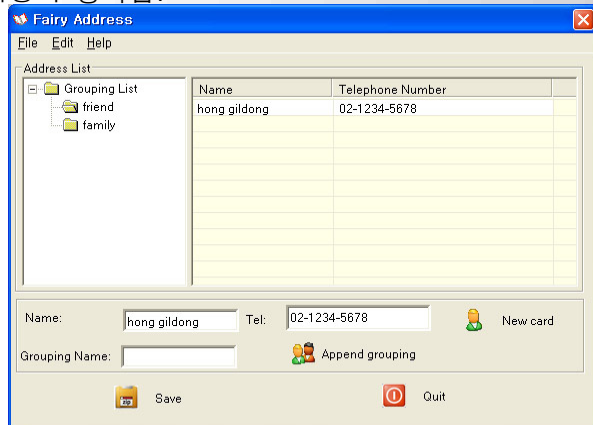 Fairy Address
File Edit Help
Address List
Grouping List
friend
family
Name Telephone Number
hong gildong 02-1234-5678
Name: hong gildong Tel: 02-1234-5678 New card
Grouping Name: Append grouping
zip Save Quit